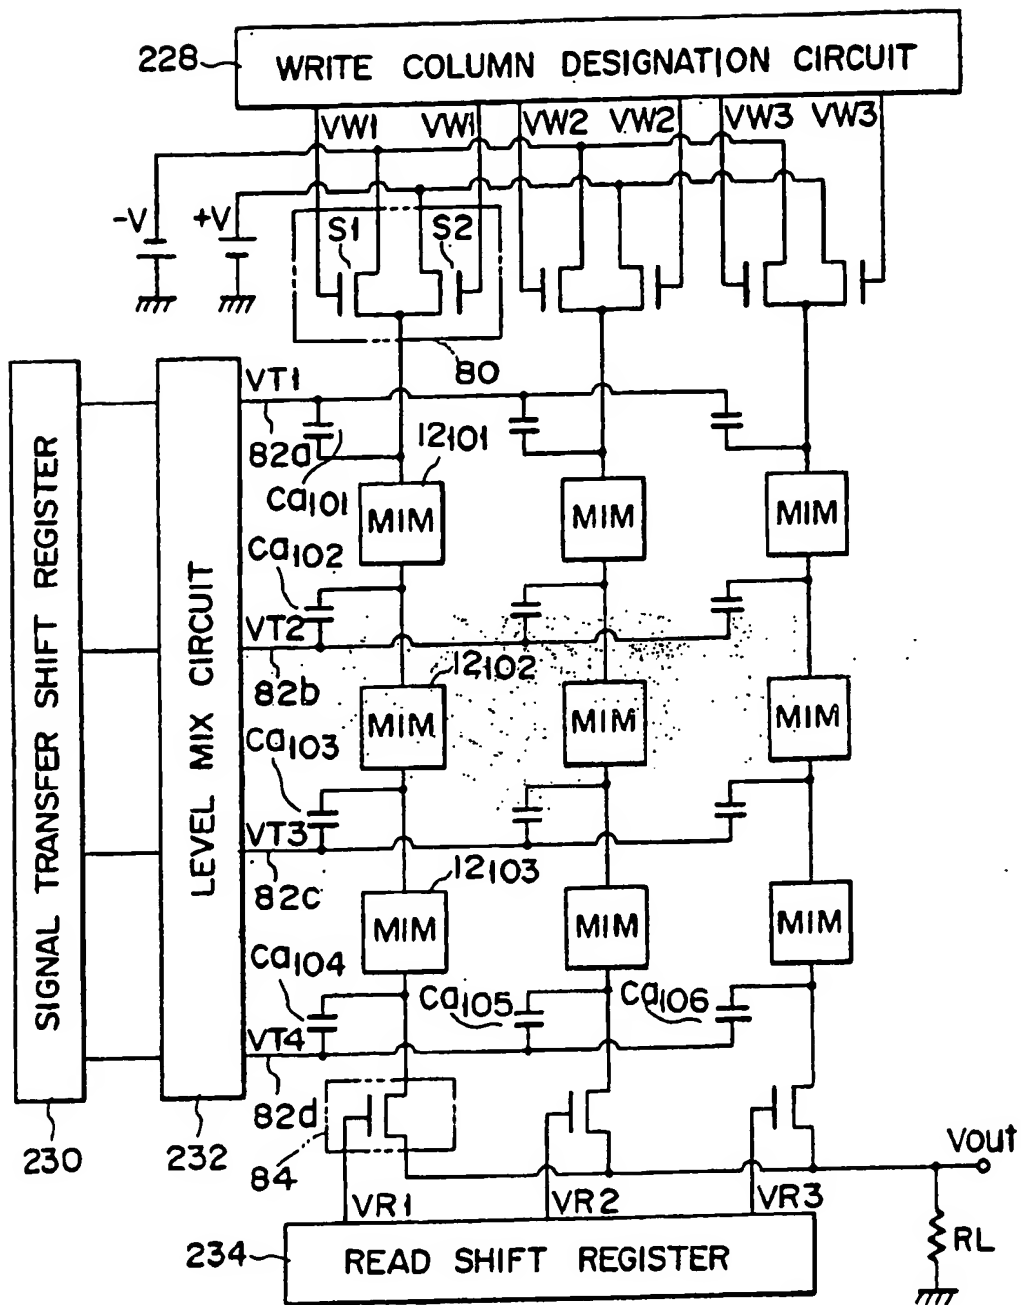 228
WRITE COLUMN DESIGNATION CIRCUIT
VW1 VW1 VW2 VW2 VW3 VW3
-V +V S1 S2
80
VT1
82a
Ca101
12101
MIM MIM MIM
Ca102
VT2
82b
12102
MIM MIM MIM
Ca103
VT3
82c
12103
MIM MIM MIM
Ca104 Ca105 Ca106
VT4
82d
SIGNAL TRANSFER SHIFT REGISTER
LEVEL MIX CIRCUIT
230 232 84
Vout
VR1 VR2 VR3
RL
234
READ SHIFT REGISTER